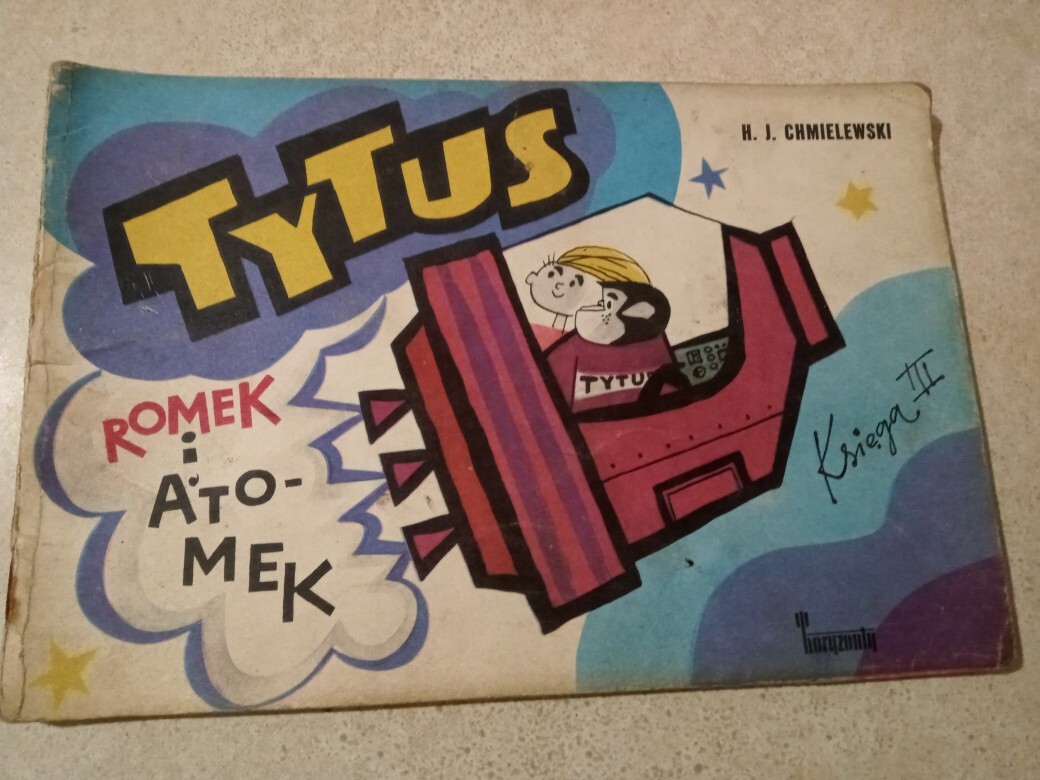 TYTUS
H. J. CHMIELEWSKI
ROMEK
i
ATO-
MEK
TYTUS
Księga III
Horyzonty